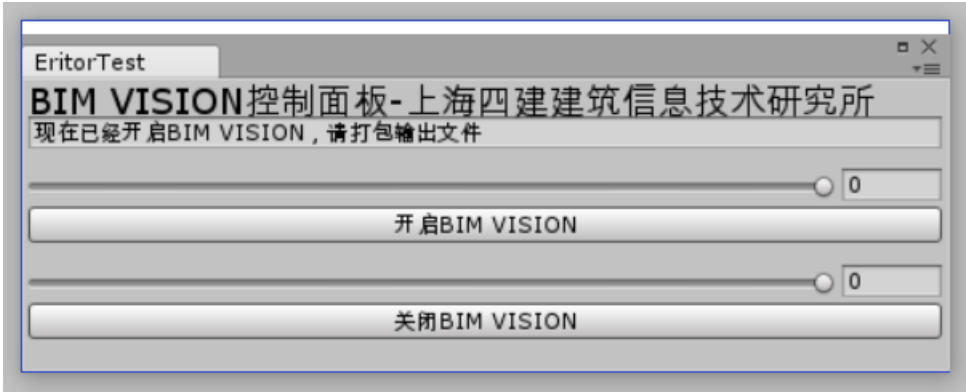 EritorTest
BIM VISION控制面板-上海四建建筑信息技术研究所
现在已经开启BIM VISION，请打包输出文件
0
开启BIM VISION
0
关闭BIM VISION